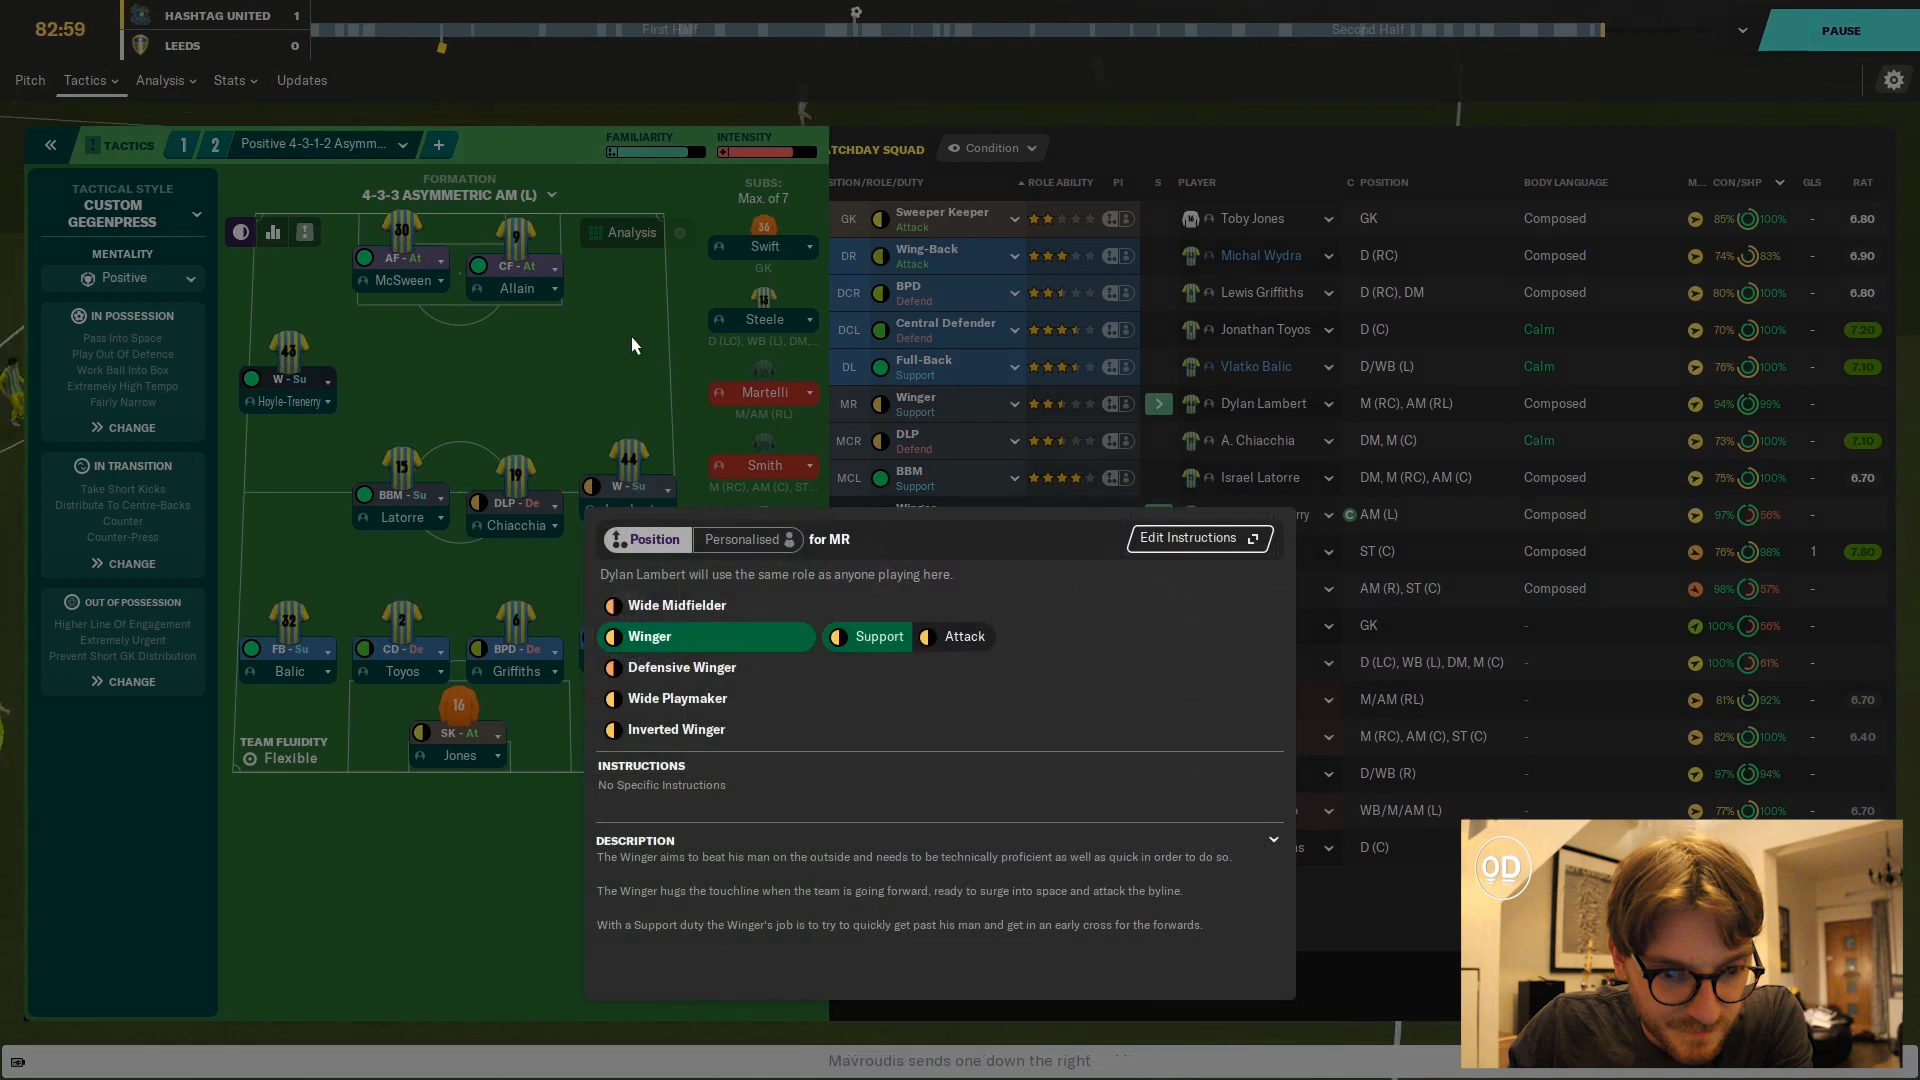 82:59
HASHTAG UNITED 1
LEEDS 0
First Half
Second Half
PAUSE
Pitch Tactics Analysis Stats Updates
TACTICS 1 2 Positive 4-3-1-2 Asymm... +
FAMILIARITY
INTENSITY
TACTICAL STYLE
CUSTOM
GEGENPRESS
MENTALITY
Positive
IN POSSESSION
Pass Into Space
Play Out Of Defence
Work Ball Into Box
Extremely High Tempo
Fairly Narrow
CHANGE
IN TRANSITION
Take Short Kicks
Distribute To Centre-Backs
Counter
Counter-Press
CHANGE
OUT OF POSSESSION
Higher Line Of Engagement
Extremely Urgent
Prevent Short GK Distribution
CHANGE
FORMATION
4-3-3 ASYMMETRIC AM (L)
Analysis
30
AF - At
McSween
9
CF - At
Allain
43
W - Su
Hoyle-Trenerry
15
BBM - Su
Latorre
19
DLP - De
Chiacchia
44
W - Su
32
FB - Su
Balic
2
CD - De
Toyos
6
BPD - De
Griffiths
16
SK - At
Jones
TEAM FLUIDITY
Flexible
SUBS:
Max. of 7
36
Swift
GK
13
Steele
D (LC), WB (L), DM,...
Martelli
M/AM (RL)
Smith
M (RC), AM (C), ST...
TCHDAY SQUAD Condition
SITION/ROLE/DUTY ROLE ABILITY PI S PLAYER C POSITION BODY LANGUAGE M... CON/SHP GLS RAT
GK Sweeper Keeper Attack Toby Jones GK Composed 85% 100% - 6.80
DR Wing-Back Attack Michal Wydra D (RC) Composed 74% 83% - 6.90
DCR BPD Defend Lewis Griffiths D (RC), DM Composed 80% 100% - 6.80
DCL Central Defender Defend Jonathan Toyos D (C) Calm 70% 100% - 7.20
DL Full-Back Support Vlatko Balic D/WB (L) Calm 76% 100% - 7.10
MR Winger Support Dylan Lambert M (RC), AM (RL) Composed 94% 99% -
MCR DLP Defend A. Chiacchia DM, M (C) Calm 73% 100% - 7.10
MCL BBM Support Israel Latorre DM, M (RC), AM (C) Composed 75% 100% - 6.70
C AM (L) Composed 97% 56% -
ST (C) Composed 76% 98% 1 7.80
AM (R), ST (C) Composed 98% 57% -
GK - 100% 56% -
D (LC), WB (L), DM, M (C) - 100% 61% -
M/AM (RL) - 81% 92% - 6.70
M (RC), AM (C), ST (C) - 82% 100% - 6.40
D/WB (R) - 97% 94% -
WB/M/AM (L) - 77% 100% - 6.70
D (C)
Position Personalised for MR
Edit Instructions
Dylan Lambert will use the same role as anyone playing here.
Wide Midfielder
Winger Support Attack
Defensive Winger
Wide Playmaker
Inverted Winger
INSTRUCTIONS
No Specific Instructions
DESCRIPTION
The Winger aims to beat his man on the outside and needs to be technically proficient as well as quick in order to do so.
The Winger hugs the touchline when the team is going forward, ready to surge into space and attack the byline.
With a Support duty the Winger's job is to try to quickly get past his man and get in an early cross for the forwards.
OD
Mavroudis sends one down the right